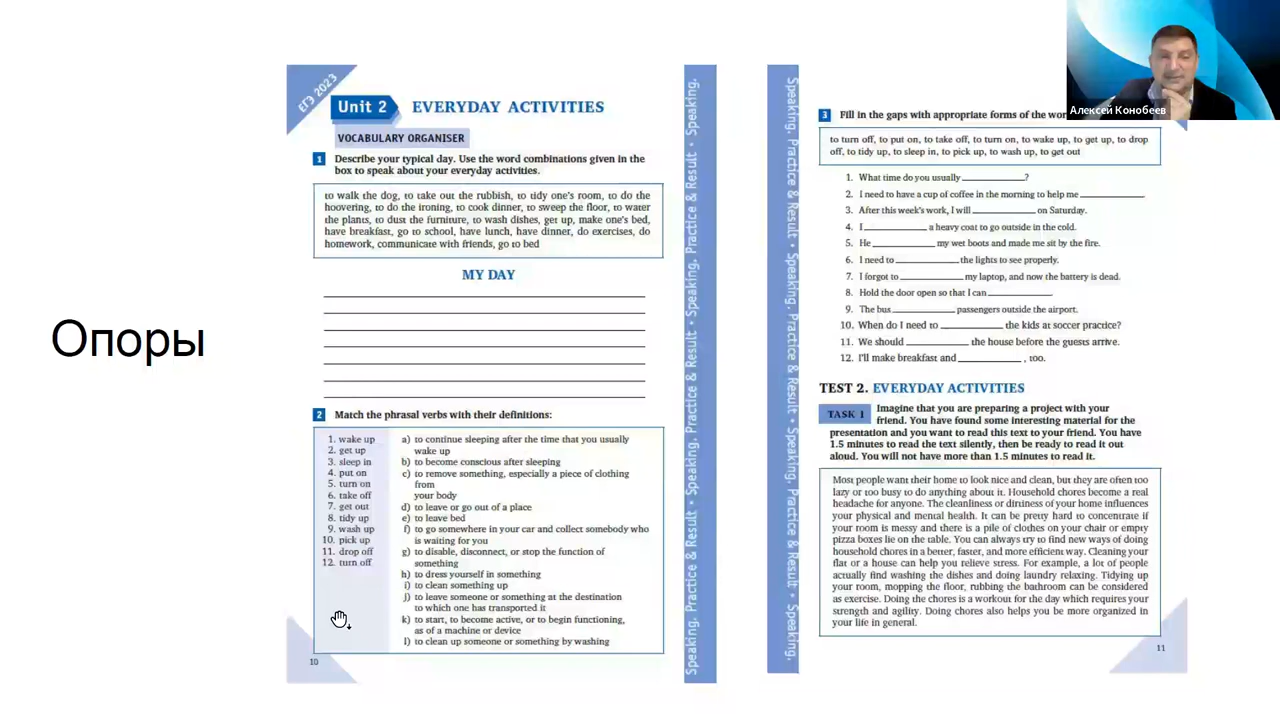 Опоры
ЕГЭ 2023
Unit 2
EVERYDAY ACTIVITIES
VOCABULARY ORGANISER
1 Describe your typical day. Use the word combinations given in the
box to speak about your everyday activities.
to walk the dog, to take out the rubbish, to tidy one's room, to do the
hoovering, to do the ironing, to cook dinner, to sweep the floor, to water
the plants, to dust the furniture, to wash dishes, get up, make one's bed,
have breakfast, go to school, have lunch, have dinner, do exercises, do
homework, communicate with friends, go to bed
MY DAY
2 Match the phrasal verbs with their definitions:
1. wake up
2. get up
3. sleep in
4. put on
5. turn on
6. take off
7. get out
8. tidy up
9. wash up
10. pick up
11. drop off
12. turn off
a) to continue sleeping after the time that you usually
wake up
b) to become conscious after sleeping
c) to remove something, especially a piece of clothing
from
your body
d) to leave or go out of a place
e) to leave bed
f) to go somewhere in your car and collect somebody who
is waiting for you
g) to disable, disconnect, or stop the function of
something
h) to dress yourself in something
i) to clean something up
j) to leave someone or something at the destination
to which one has transported it
k) to start, to become active, or to begin functioning,
as of a machine or device
l) to clean up someone or something by washing
10
Speaking. Practice & Result • Speaking. Practice & Result • Speaking.
Speaking. Practice & Result • Speaking. Practice & Result • Speaking.
3 Fill in the gaps with appropriate forms of the wor
to turn off, to put on, to take off, to turn on, to wake up, to get up, to drop
off, to tidy up, to sleep in, to pick up, to wash up, to get out
1. What time do you usually ____________?
2. I need to have a cup of coffee in the morning to help me ____________.
3. After this week's work, I will ____________ on Saturday.
4. I ____________ a heavy coat to go outside in the cold.
5. He ____________ my wet boots and made me sit by the fire.
6. I need to ____________ the lights to see properly.
7. I forgot to ____________ my laptop, and now the battery is dead.
8. Hold the door open so that I can ____________.
9. The bus ____________ passengers outside the airport.
10. When do I need to ____________ the kids at soccer practice?
11. We should ____________ the house before the guests arrive.
12. I'll make breakfast and ____________ , too.
TEST 2. EVERYDAY ACTIVITIES
TASK 1 Imagine that you are preparing a project with your
friend. You have found some interesting material for the
presentation and you want to read this text to your friend. You have
1.5 minutes to read the text silently, then be ready to read it out
aloud. You will not have more than 1.5 minutes to read it.
Most people want their home to look nice and clean, but they are often too
lazy or too busy to do anything about it. Household chores become a real
headache for anyone. The cleanliness or dirtiness of your home influences
your physical and mental health. It can be pretty hard to concentrate if
your room is messy and there is a pile of clothes on your chair or empty
pizza boxes lie on the table. You can always try to find new ways of doing
household chores in a better, faster, and more efficient way. Cleaning your
flat or a house can help you relieve stress. For example, a lot of people
actually find washing the dishes and doing laundry relaxing. Tidying up
your room, mopping the floor, rubbing the bathroom can be considered
as exercise. Doing the chores is a workout for the day which requires your
strength and agility. Doing chores also helps you be more organized in
your life in general.
11
Алексей Конобеев